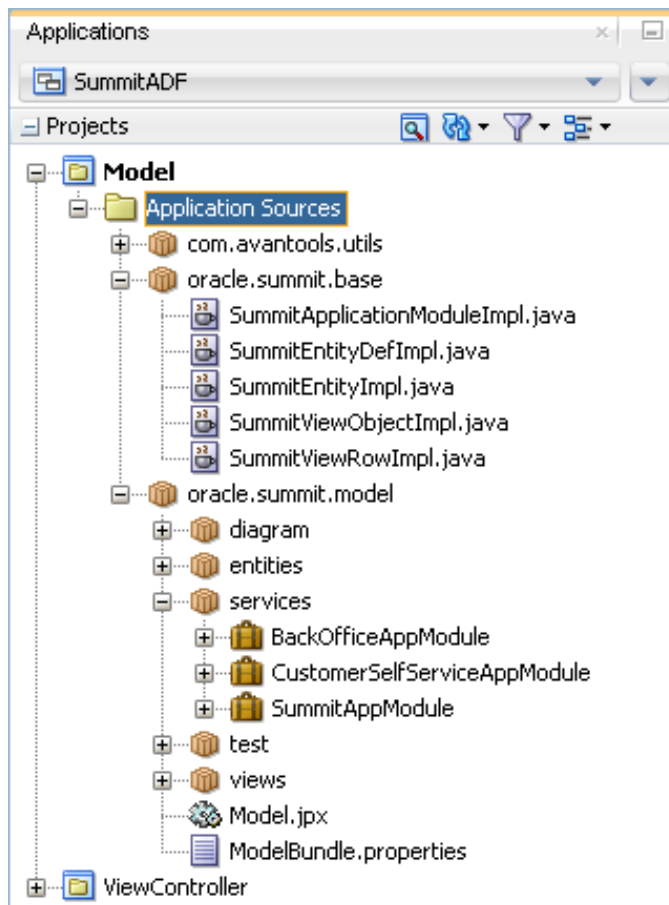 Applications
SummitADF
Projects
Model
Application Sources
com.avantools.utils
oracle.summit.base
SummitApplicationModuleImpl.java
SummitEntityDefImpl.java
SummitEntityImpl.java
SummitViewObjectImpl.java
SummitViewRowImpl.java
oracle.summit.model
diagram
entities
services
BackOfficeAppModule
CustomerSelfServiceAppModule
SummitAppModule
test
views
Model.jpx
ModelBundle.properties
ViewController